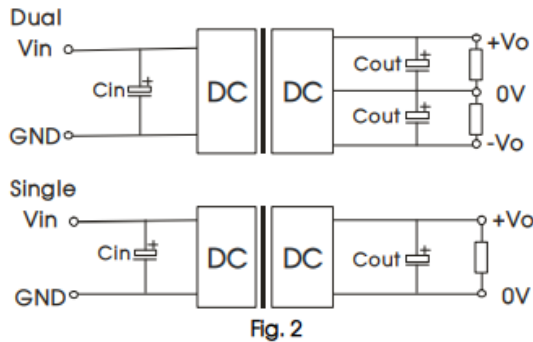 Dual
Vin
+Vo
Cout
+
Cin
+
DC
DC
0V
Cout
+
GND
-Vo
Single
Vin
+Vo
Cin
+
DC
DC
Cout
+
GND
0V
Fig. 2